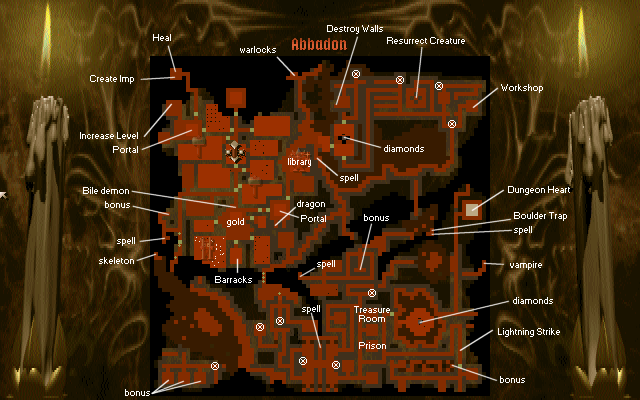 Abbadon
Heal
Destroy Walls
warlocks
Resurrect Creature
Create Imp
Workshop
Increase Level
Portal
diamonds
library
spell
Bile demon
Dungeon Heart
bonus
dragon
Portal
gold
bonus
Boulder Trap
spell
spell
skeleton
spell
vampire
Barracks
spell
Treasure
Room
diamonds
Lightning Strike
Prison
bonus
bonus